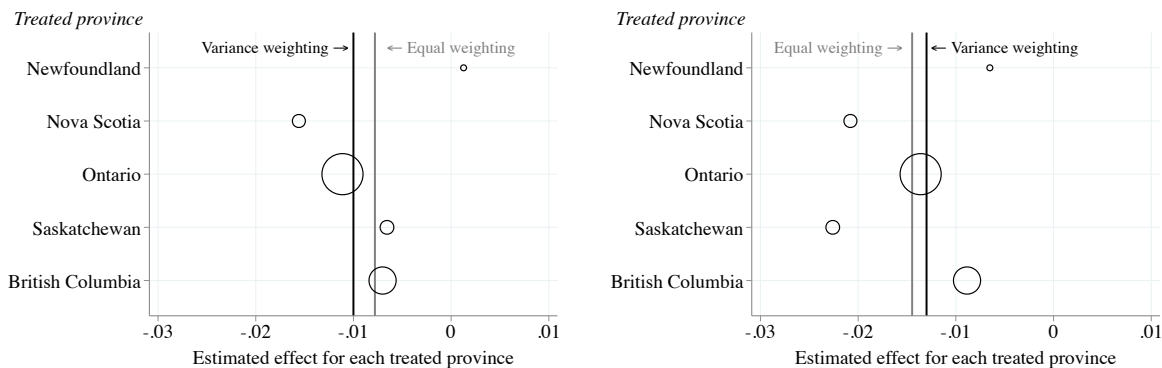 Treated province
Variance weighting →
← Equal weighting
Newfoundland
Nova Scotia
Ontario
Saskatchewan
British Columbia
-.03 -.02 -.01 0 .01
Estimated effect for each treated province
Treated province
Equal weighting →
← Variance weighting
Newfoundland
Nova Scotia
Ontario
Saskatchewan
British Columbia
-.03 -.02 -.01 0 .01
Estimated effect for each treated province